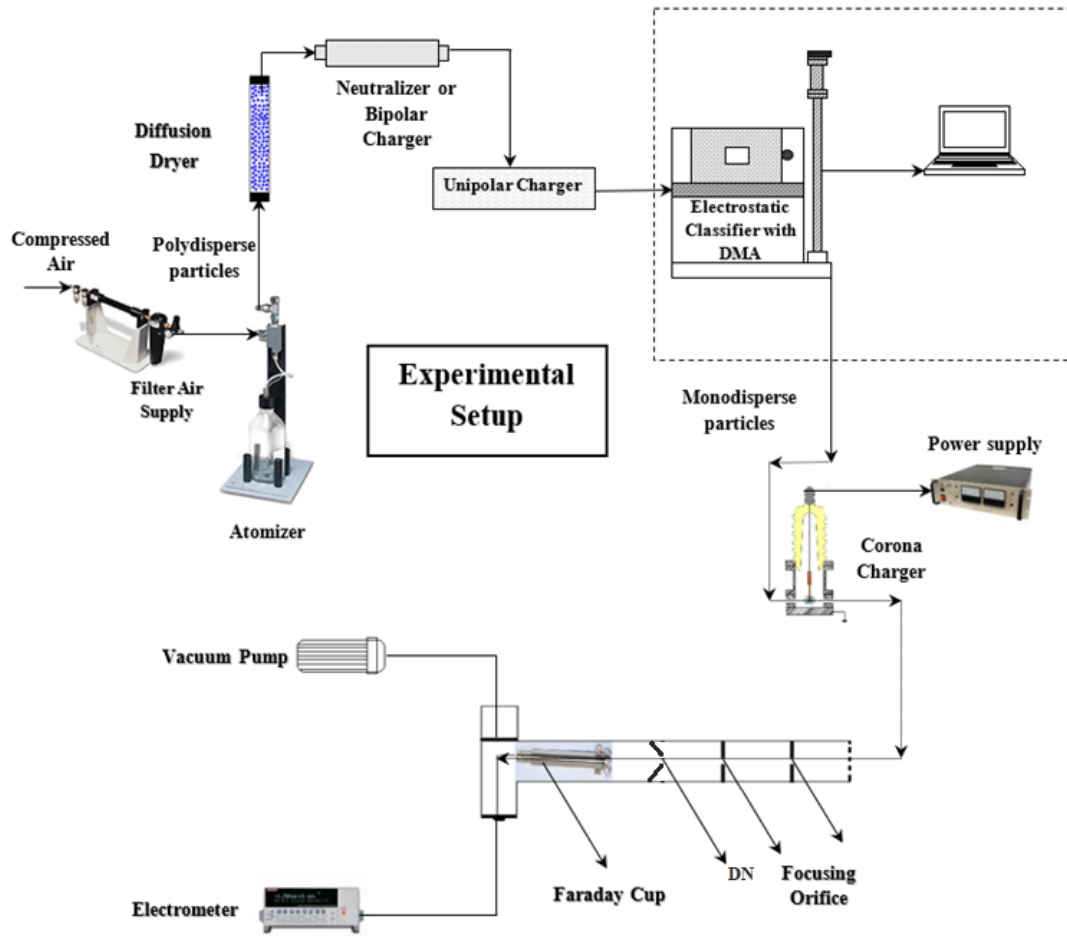 Neutralizer or
Bipolar
Charger
Diffusion
Dryer
Unipolar Charger
Electrostatic
Classifier with
DMA
Compressed
Air
Polydisperse
particles
Filter Air
Supply
Experimental
Setup
Monodisperse
particles
Power supply
Atomizer
Corona
Charger
Vacuum Pump
DN
Focusing
Orifice
Faraday Cup
Electrometer